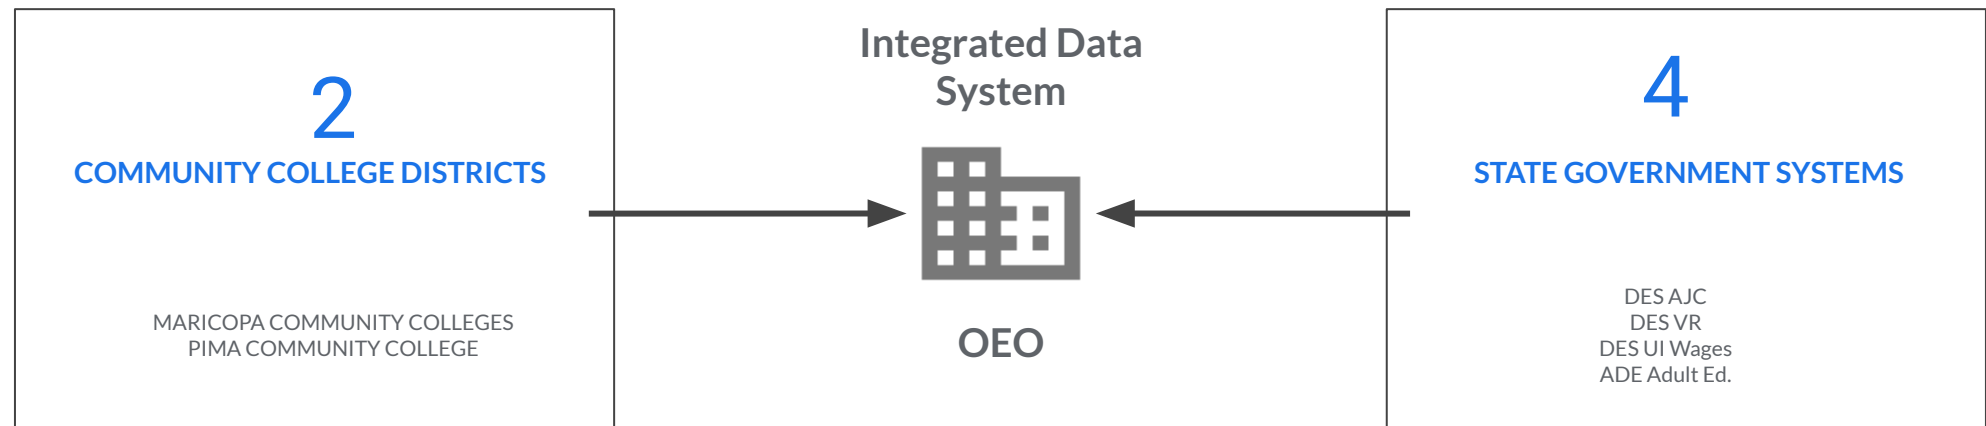 2
COMMUNITY COLLEGE DISTRICTS
MARICOPA COMMUNITY COLLEGES
PIMA COMMUNITY COLLEGE
Integrated Data
System
OEO
4
STATE GOVERNMENT SYSTEMS
DES AJC
DES VR
DES UI Wages
ADE Adult Ed.